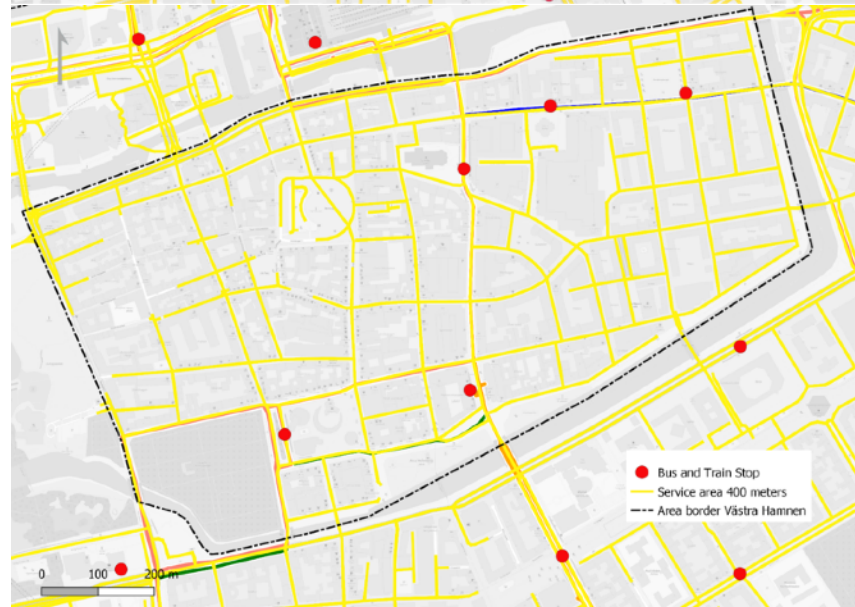 Bus and Train Stop
Service area 400 meters
Area border Västra Hamnen
0 100 200 m